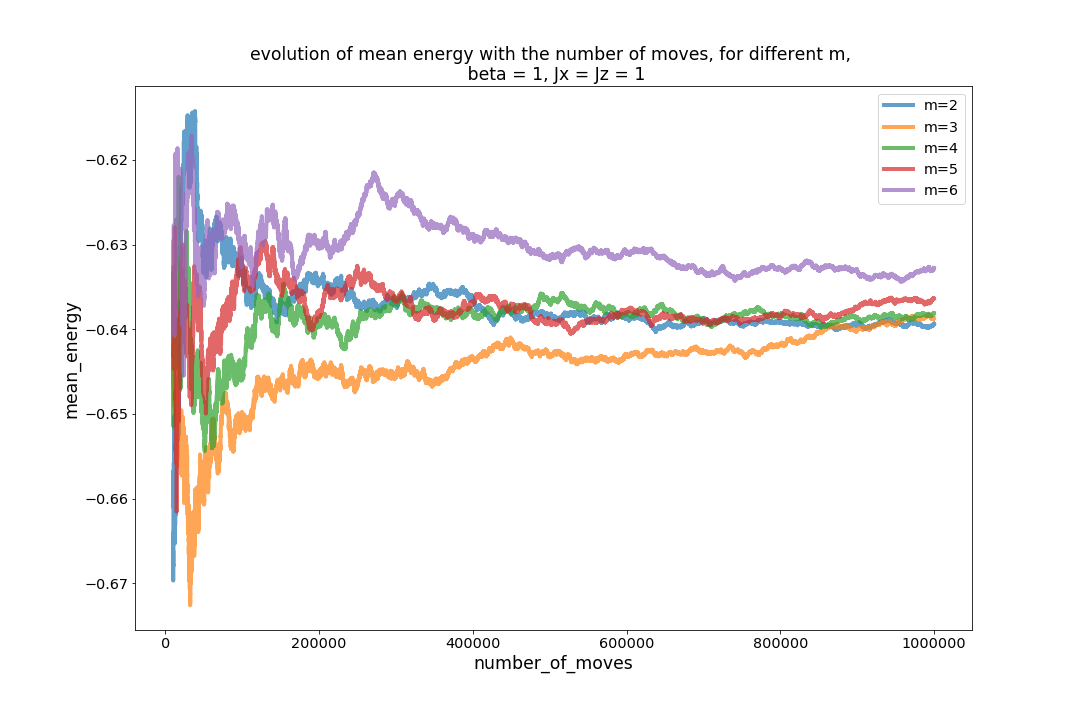 evolution of mean energy with the number of moves, for different m,
beta = 1, Jx = Jz = 1
m=2
m=3
m=4
m=5
m=6
mean_energy
−0.62
−0.63
−0.64
−0.65
−0.66
−0.67
0 200000 400000 600000 800000 1000000
number_of_moves